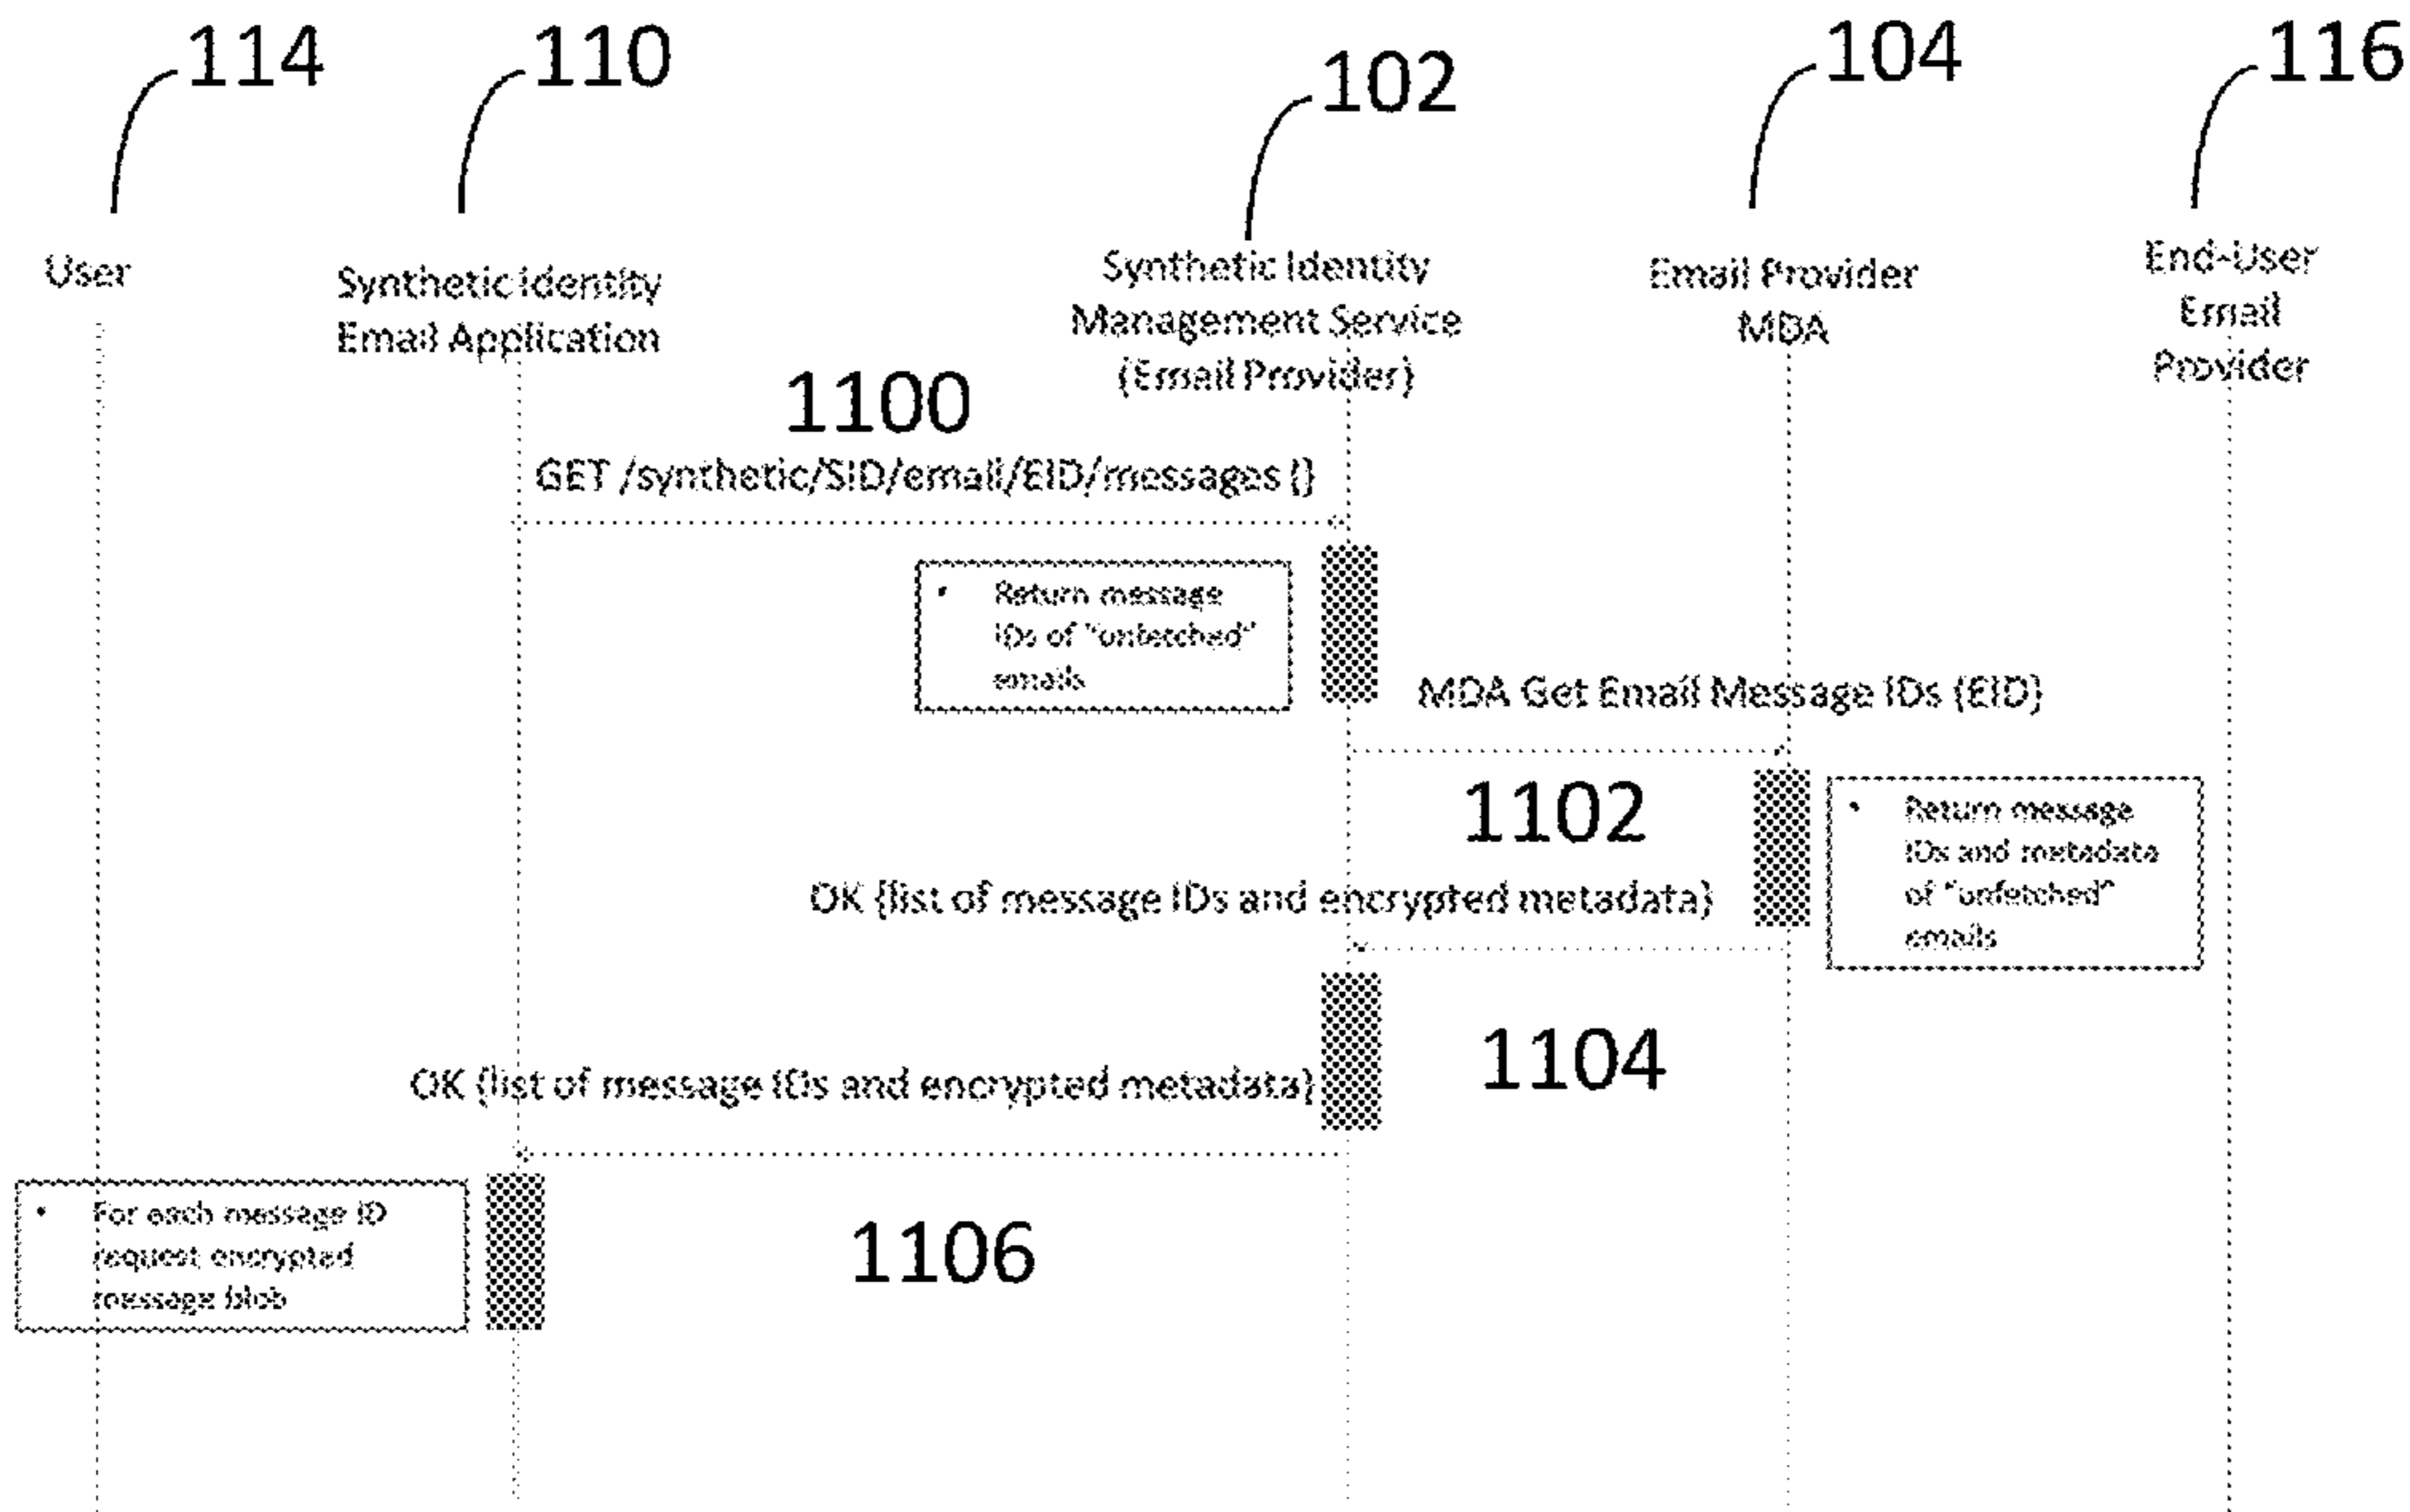 114
110
102
104
116
User
Synthetic Identity
Email Application
Synthetic Identity
Management Service
(Email Provider)
Email Provider
MDA
End-User
Email
Provider
1100
GET /synthetic/SID/email/EID/messages {}
• Return message
IDs of "unfetched"
emails
MDA Get Email Message IDs {EID}
1102
• Return message
IDs and metadata
of "unfetched"
emails
OK {list of message IDs and encrypted metadata}
1104
OK {list of message IDs and encrypted metadata}
• For each message ID
request encrypted
message blob
1106